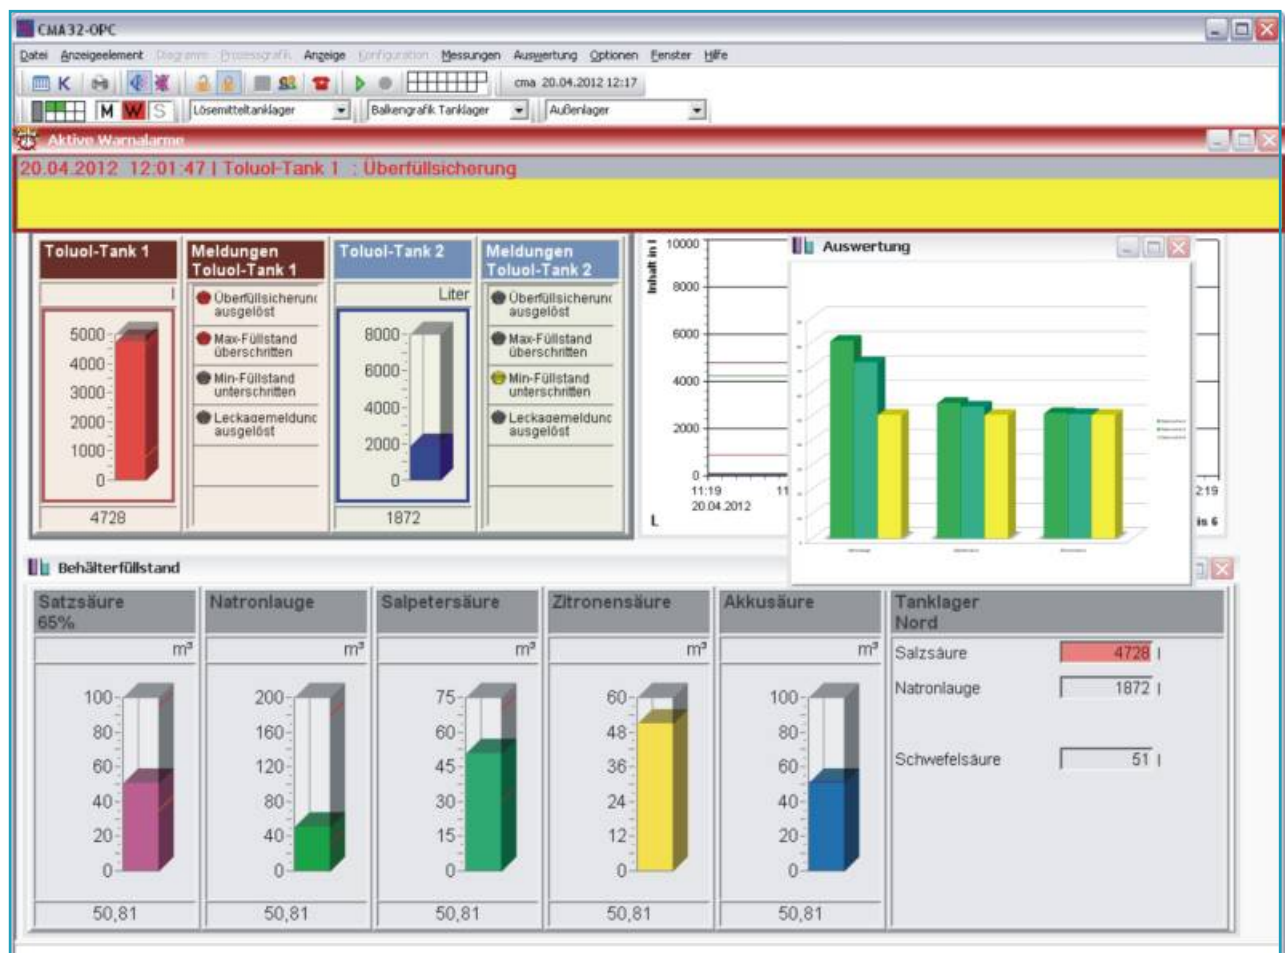 CMA32-OPC
Datei Anzeigeelement Diagramm Prozessgrafik Anzeige Konfiguration Messungen Auswertung Optionen Fenster Hilfe
K cma 20.04.2012 12:17
M W S Lösemitteltanklager Balkengrafik Tanklager Außenlager
Aktive Warnalarme
20.04.2012 12:01:47 | Toluol-Tank 1 : Überfüllsicherung
Toluol-Tank 1
l
5000
4000
3000
2000
1000
0
4728
Meldungen
Toluol-Tank 1
Überfüllsicherung
ausgelöst
Max-Füllstand
überschritten
Min-Füllstand
unterschritten
Leckagemeldung
ausgelöst
Toluol-Tank 2
Liter
8000
6000
4000
2000
0
1872
Meldungen
Toluol-Tank 2
Überfüllsicherung
ausgelöst
Max-Füllstand
überschritten
Min-Füllstand
unterschritten
Leckagemeldung
ausgelöst
Inhalt in l
10000
8000
6000
4000
2000
0
11:19 11 2:19
20.04.2012
L is 6
Auswertung
Behälterfüllstand
Satzsäure
65%
m³
100
80
60
40
20
0
50,81
Natronlauge
m³
200
160
120
80
40
0
50,81
Salpetersäure
m³
75
60
45
30
15
0
50,81
Zitronensäure
m³
60
48
36
24
12
0
50,81
Akkusäure
m³
100
80
60
40
20
0
50,81
Tanklager
Nord
Salzsäure 4728 l
Natronlauge 1872 l
Schwefelsäure 51 l